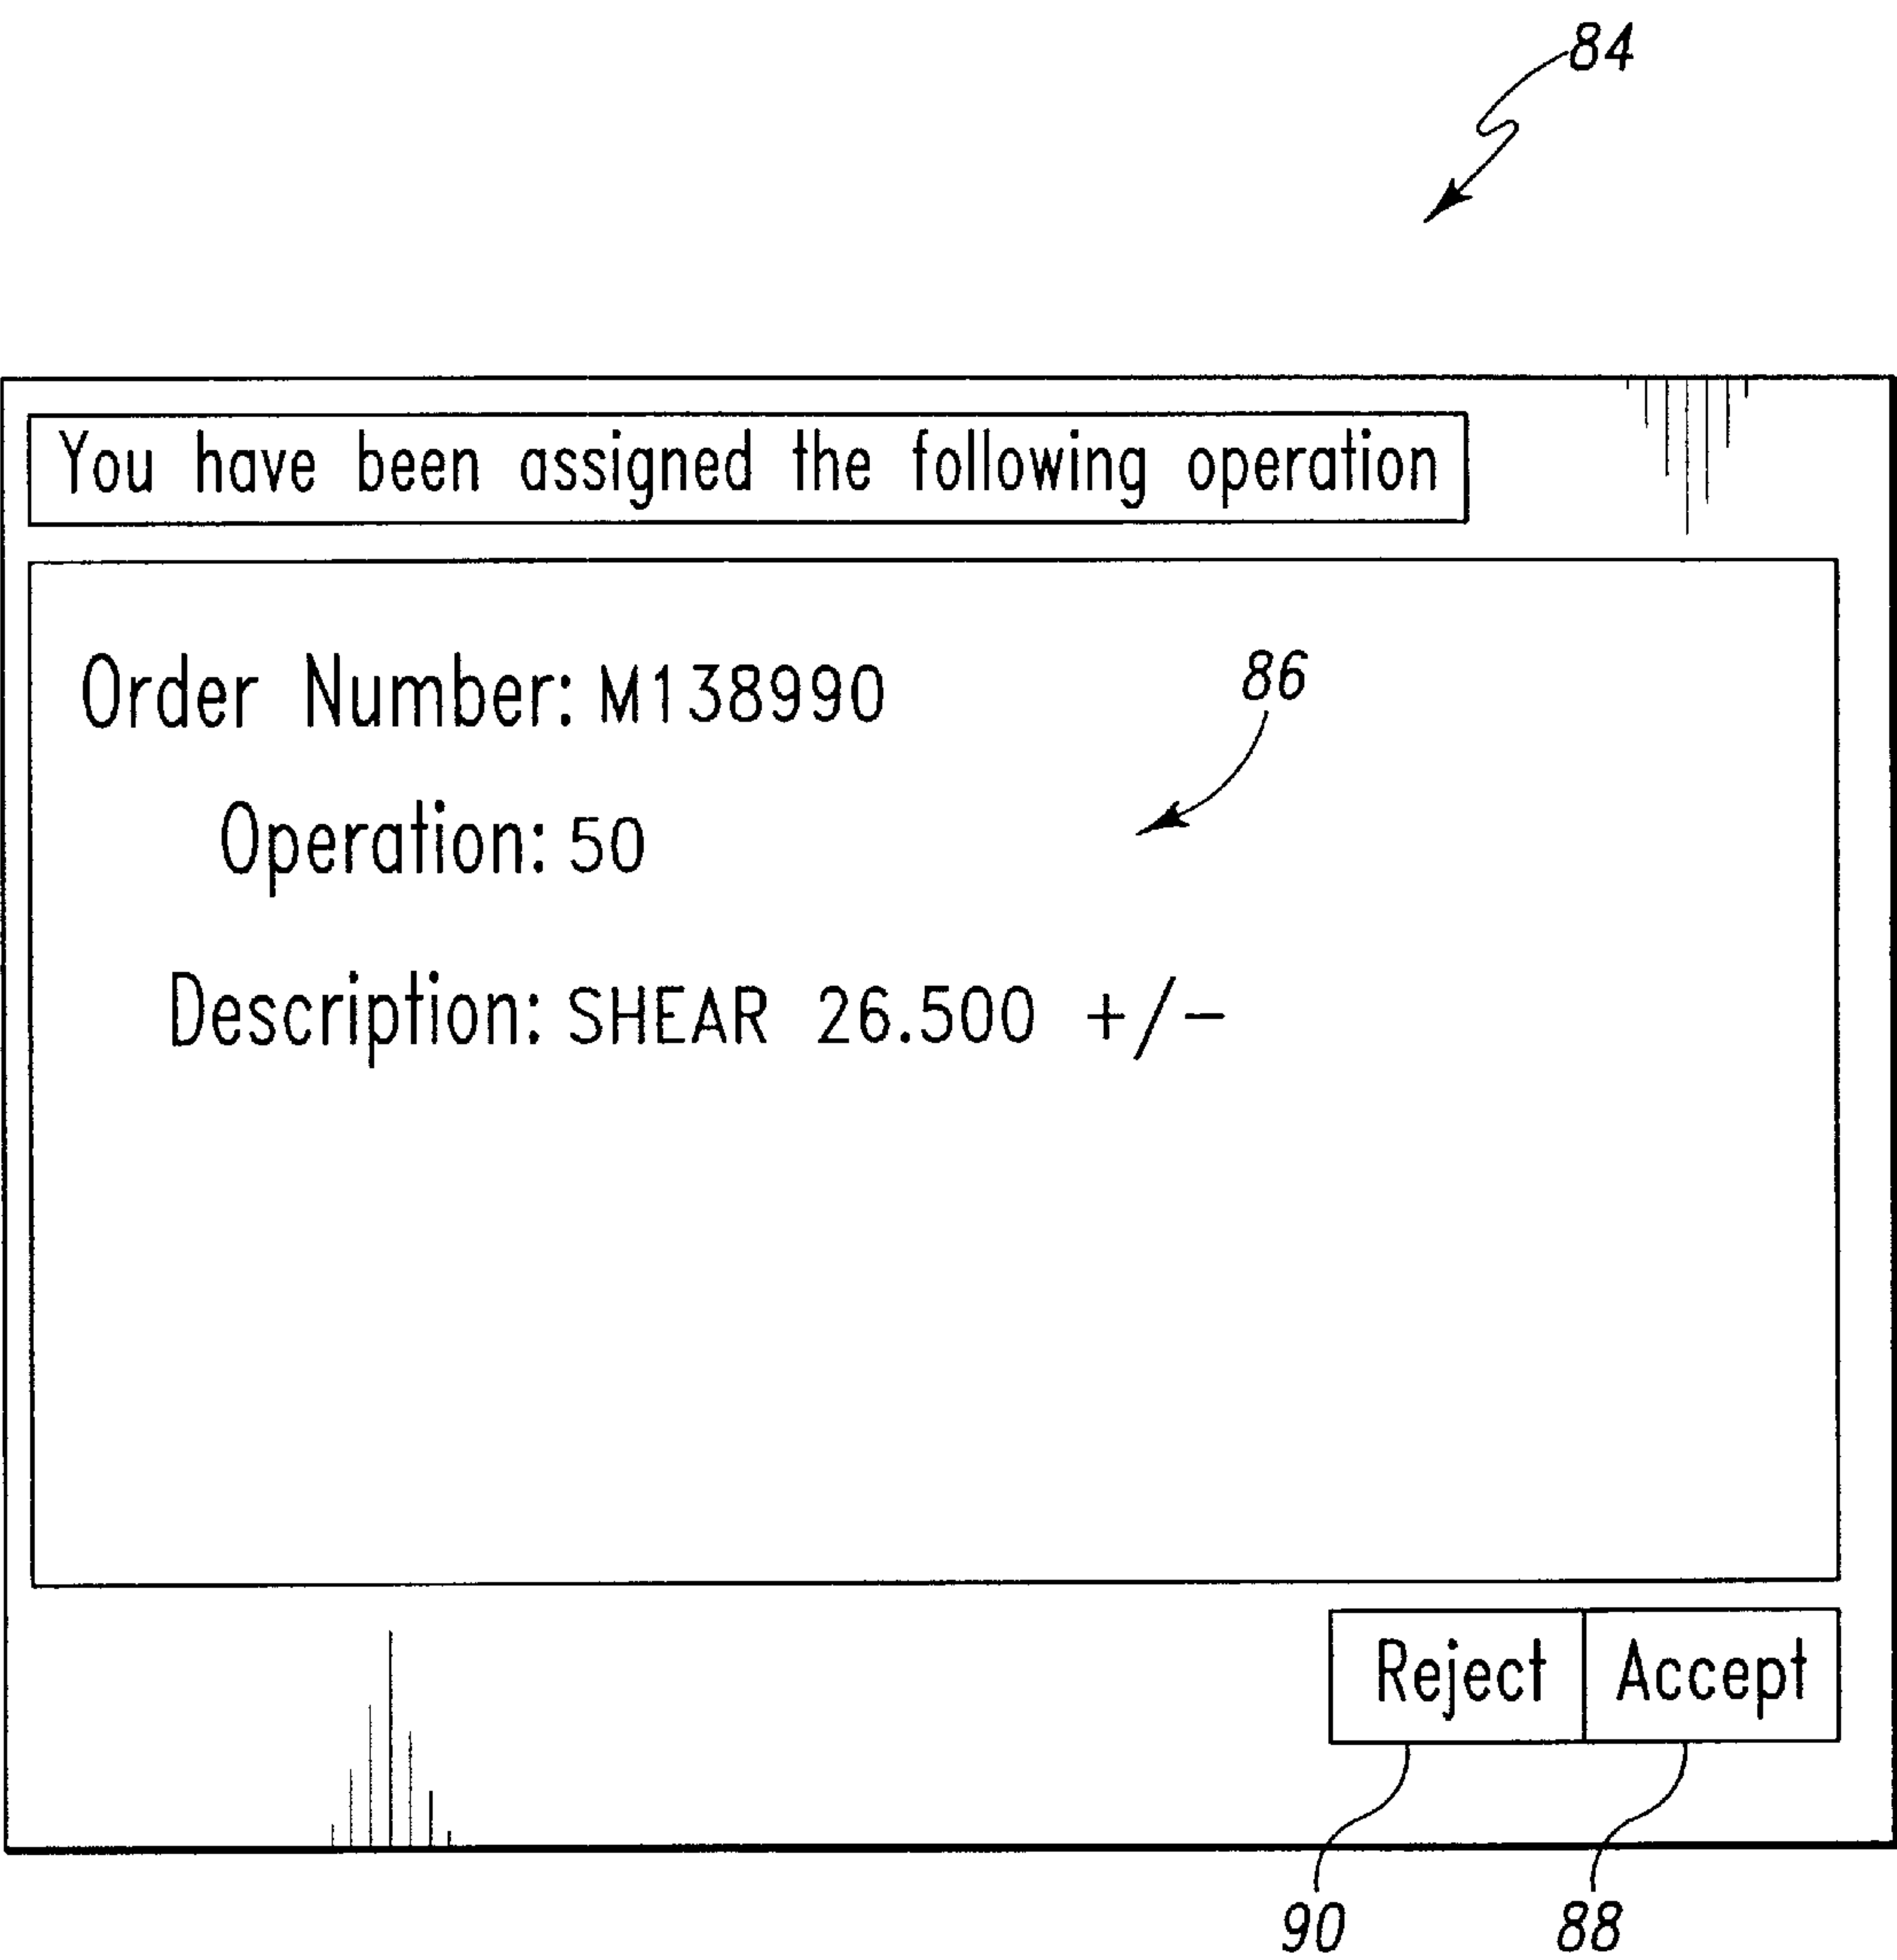 84
You have been assigned the following operation
Order Number: M138990
86
Operation: 50
Description: SHEAR 26.500 +/-
Reject Accept
90 88